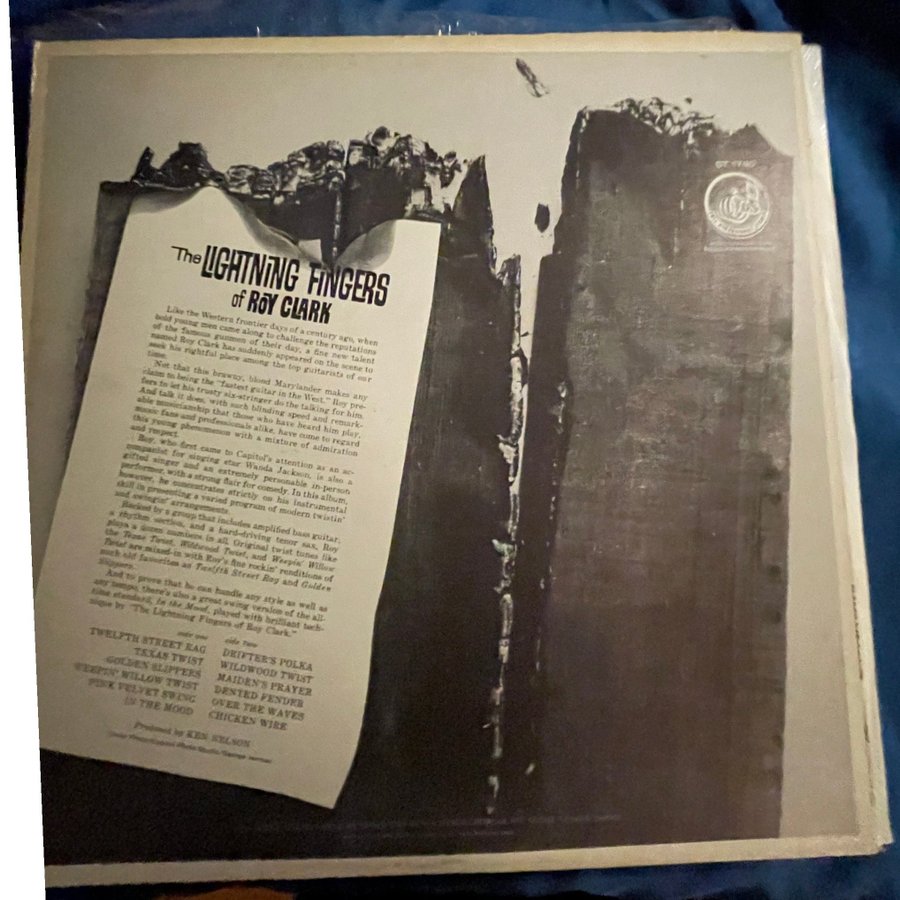 The LIGHTNING FINGERS
of ROY CLARK
Like the Western frontier days of a century ago, when
bold young men came along to challenge the reputations
of the famous gunmen of their day, a fine new talent
named Roy Clark has suddenly appeared on the scene to
seek his rightful place among the top guitarists of our
time.
Not that this brawny, blond Marylander makes any
claim to being the "fastest guitar in the West." Roy pre-
fers to let his trusty six-stringer do the talking for him.
And talk it does, with such blinding speed and remark-
able musicianship that those who have heard him play,
music fans and professionals alike, have come to regard
this young phenomenon with a mixture of admiration
and respect.
Roy, who first came to Capitol's attention as an ac-
companist for singing star Wanda Jackson, is also a
gifted singer and an extremely personable in-person
performer, with a strong flair for comedy. In this album,
however, he concentrates strictly on his instrumental
skill in presenting a varied program of modern twistin'
and swingin' arrangements.
Backed by a group that includes amplified bass guitar,
a rhythm section, and a hard-driving tenor sax, Roy
plays a dozen numbers in all. Original twist tunes like
the Texas Twist, Wildwood Twist, and Weepin' Willow
Twist are mixed-in with Roy's fine rockin' renditions of
such old favorites as Twelfth Street Rag and Golden
Slippers.
And to prove that he can handle any style as well as
any tempo, there's also a great swing version of the all-
time standard, In the Mood, played with brilliant tech-
nique by "The Lightning Fingers of Roy Clark."
side one
TWELFTH STREET RAG
TEXAS TWIST
GOLDEN SLIPPERS
WEEPIN' WILLOW TWIST
PINK VELVET SWING
IN THE MOOD
side two
DRIFTER'S POLKA
WILDWOOD TWIST
MAIDEN'S PRAYER
DENTED FENDER
OVER THE WAVES
CHICKEN WIRE
Produced by KEN NELSON